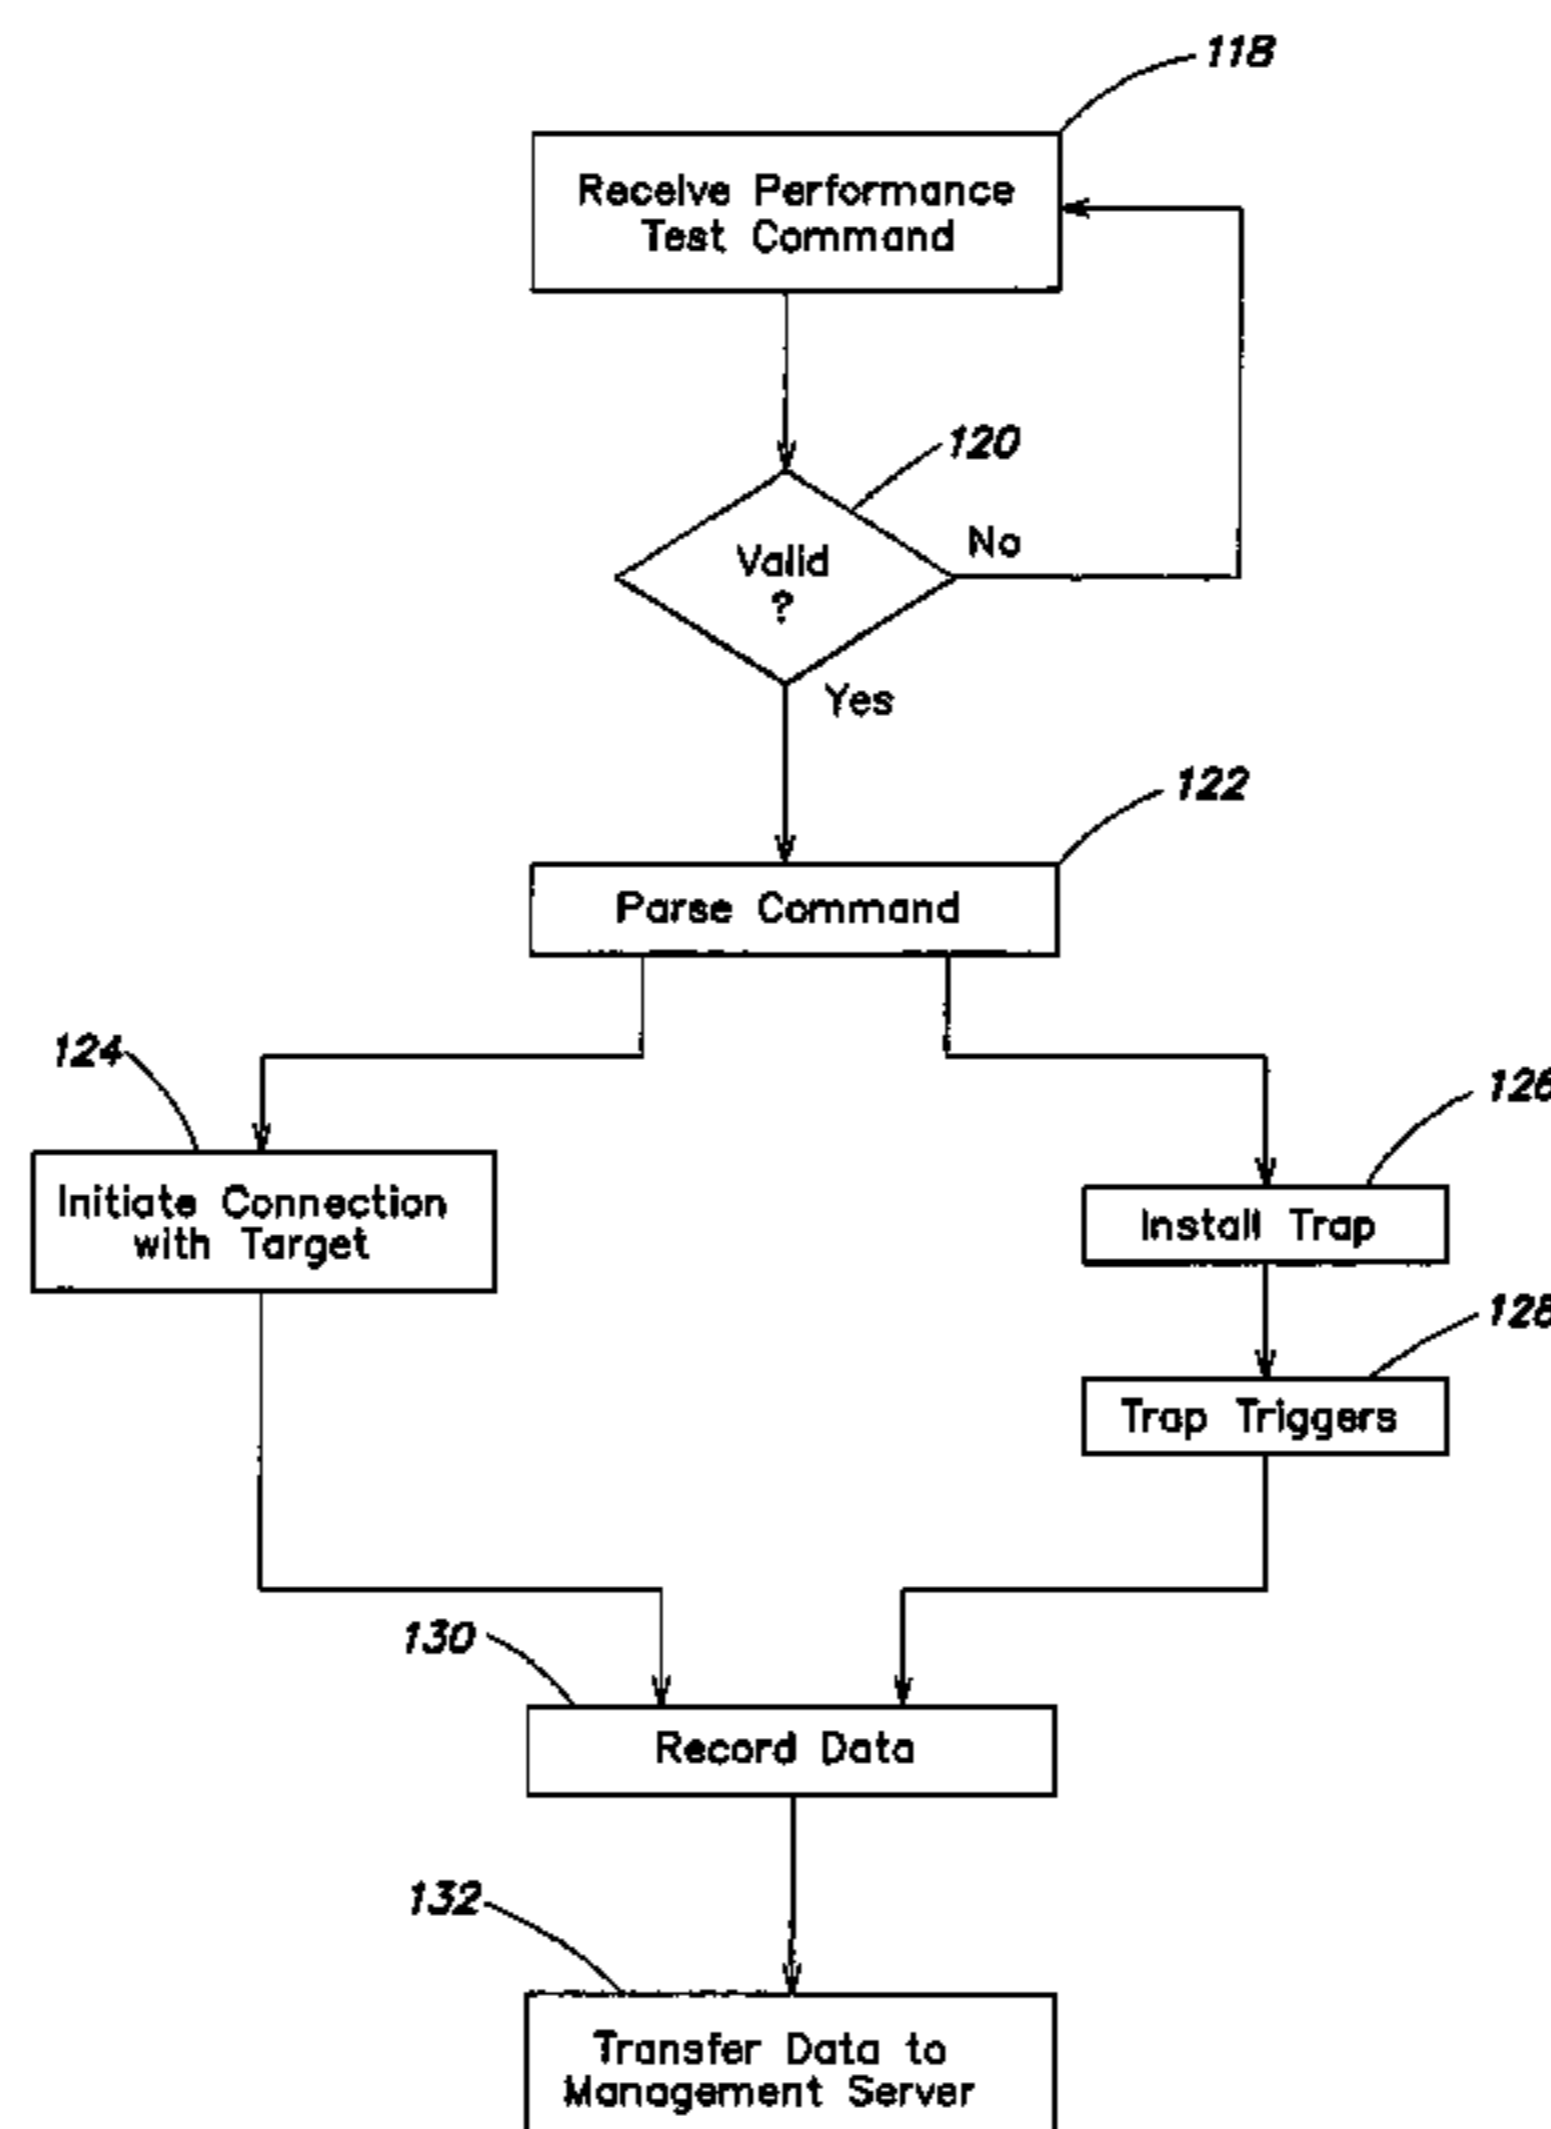 118
Receive Performance
Test Command
120
Valid
?
No
Yes
122
Parse Command
124
Initiate Connection
with Target
126
Install Trap
128
Trap Triggers
130
Record Data
132
Transfer Data to
Management Server